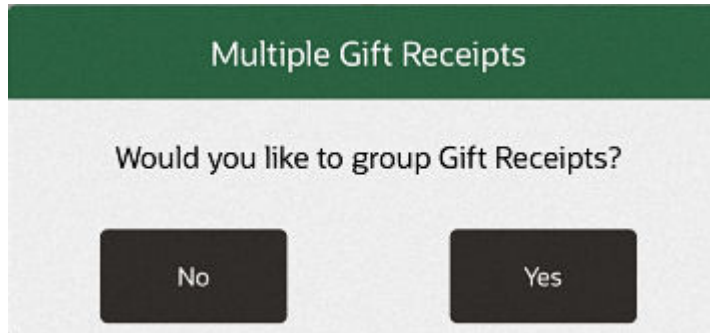 Multiple Gift Receipts
Would you like to group Gift Receipts?
No Yes